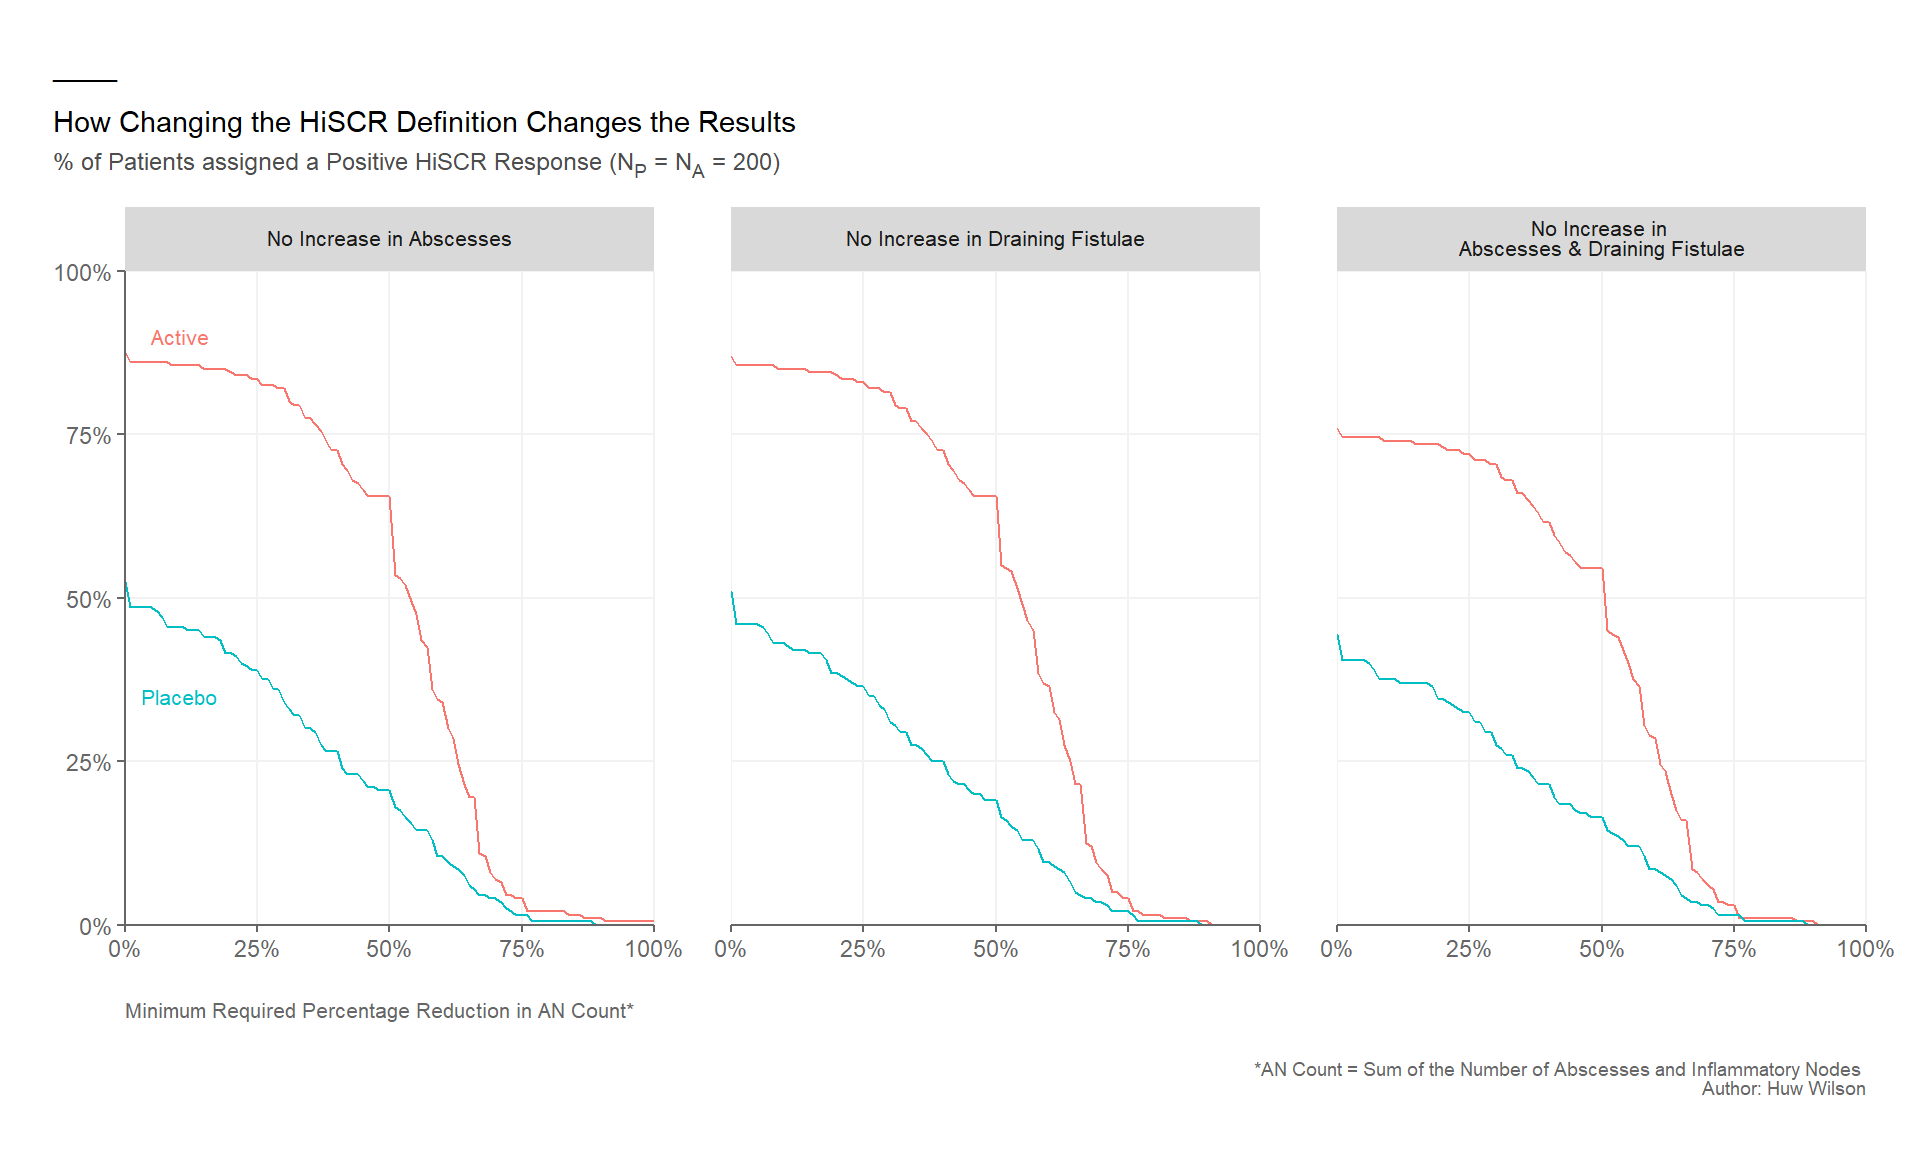 How Changing the HiSCR Definition Changes the Results
% of Patients assigned a Positive HiSCR Response (NP = NA = 200)
No Increase in Abscesses
No Increase in Draining Fistulae
No Increase in
Abscesses & Draining Fistulae
100%
75%
50%
25%
0%
Active
Placebo
0% 25% 50% 75% 100%
0% 25% 50% 75% 100%
0% 25% 50% 75% 100%
Minimum Required Percentage Reduction in AN Count*
*AN Count = Sum of the Number of Abscesses and Inflammatory Nodes
Author: Huw Wilson